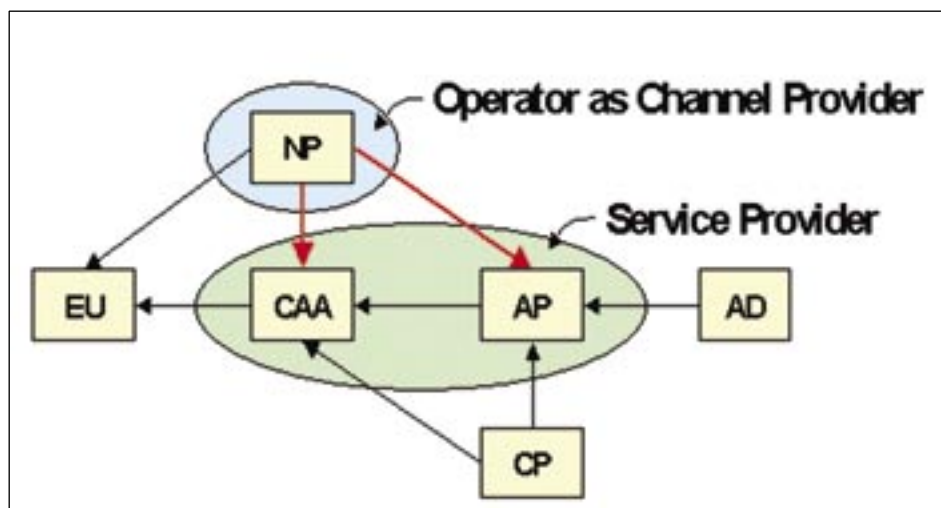 Operator as Channel Provider
NP
Service Provider
EU
CAA
AP
AD
CP